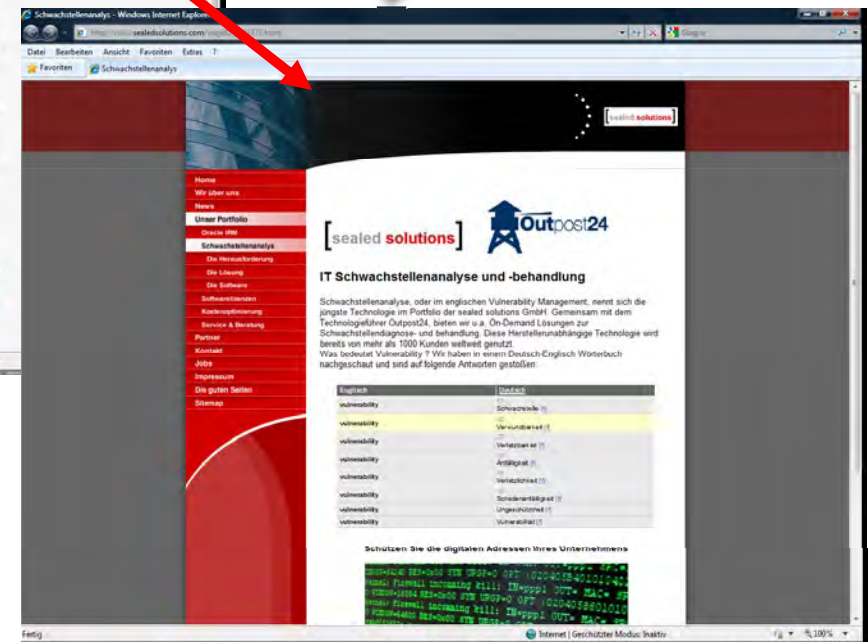 Schwachstellenanalys - Windows Internet Explorer
sealedsolutions.com
Datei Bearbeiten Ansicht Favoriten Extras ?
Favoriten Schwachstellenanalys
[sealed solutions]
Home
Wir über uns
News
Unser Portfolio
Oracle IRM
Schwachstellenanalys
Die Herausforderung
Die Lösung
Die Software
Softwarelizenzen
Kostenoptimierung
Service & Beratung
Partner
Kontakt
Jobs
Impressum
Die guten Seiten
Sitemap
[sealed solutions] Outpost24
IT Schwachstellenanalyse und -behandlung
Schwachstellenanalyse, oder im englischen Vulnerability Management, nennt sich die
jüngste Technologie im Portfolio der sealed solutions GmbH. Gemeinsam mit dem
Technologieführer Outpost24, bieten wir u.a. On-Demand Lösungen zur
Schwachstellendiagnose- und behandlung. Diese Herstellerunabhängige Technologie wird
bereits von mehr als 1000 Kunden weltweit genutzt.
Was bedeutet Vulnerability ? Wir haben in einem Deutsch-Englisch Wörterbuch
nachgeschaut und sind auf folgende Antworten gestoßen:
Englisch Deutsch
vulnerability Schwachstelle
vulnerability Verwundbarkeit
vulnerability Verletzbarkeit
vulnerability Anfälligkeit
vulnerability Verletzlichkeit
vulnerability Schadenanfälligkeit
vulnerability Ungeschütztheit
vulnerability Vulnerabilität
Schützen Sie die digitalen Adressen Ihres Unternehmens
Fertig Internet | Geschützter Modus: Inaktiv 100%